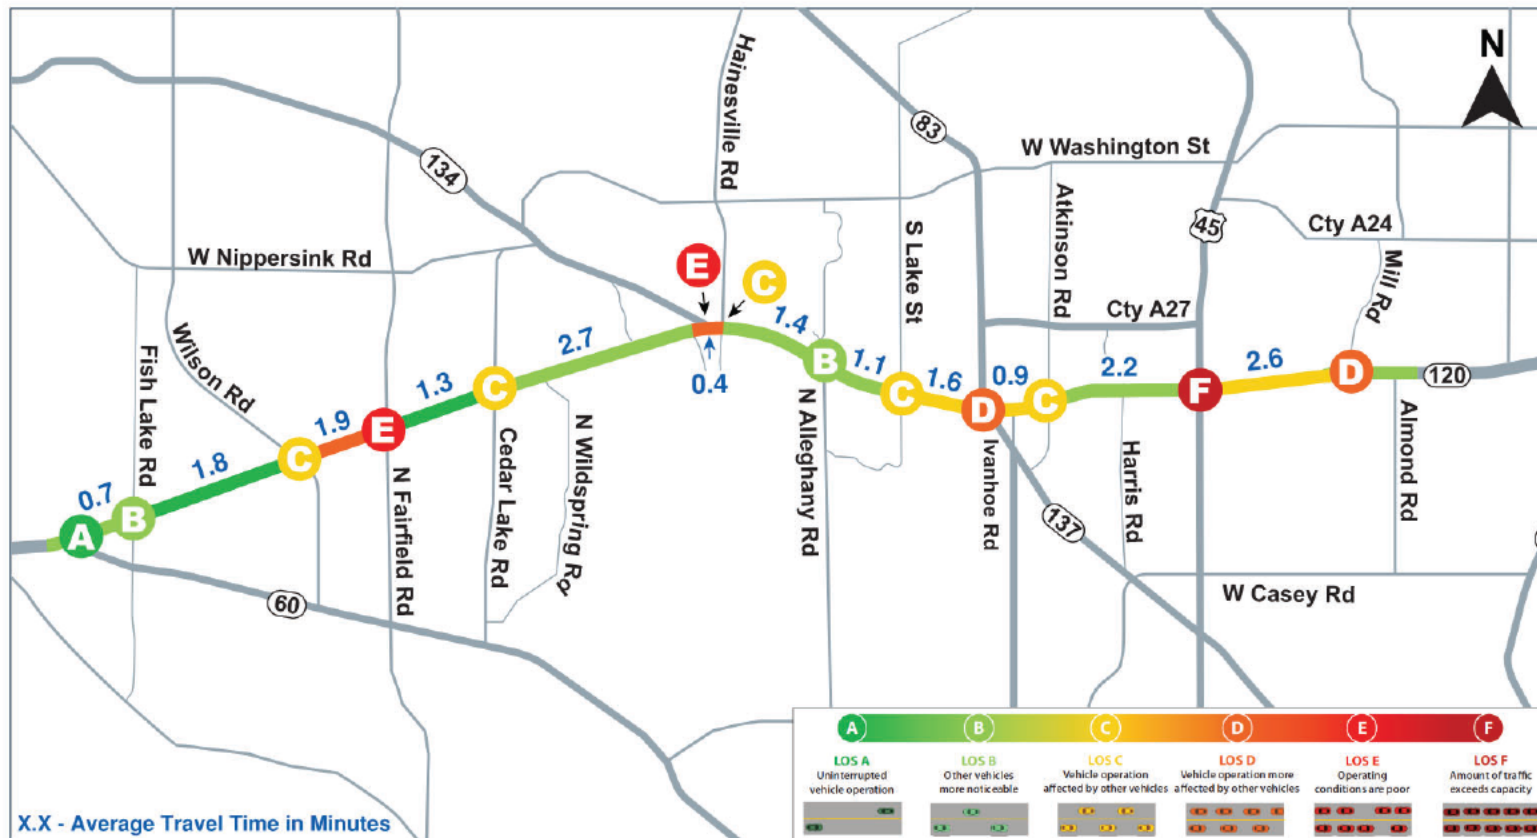 N
Hainesville Rd
83
W Washington St
134
Atkinson Rd
45
Cty A24
S Lake St
W Nippersink Rd
E
C
Mill Rd
Cty A27
Wilson Rd
Fish Lake Rd
2.7
1.4
0.4
B
1.1
C
1.6
D
0.9
C
2.2
F
2.6
D
120
1.3
C
1.9
E
C
1.8
0.7
B
A
N Fairfield Rd
Cedar Lake Rd
N Wildspring Rd
N Alleghany Rd
Ivanhoe Rd
Harris Rd
Almond Rd
137
60
W Casey Rd
A B C D E F
LOS A
Uninterrupted
vehicle operation
LOS B
Other vehicles
more noticeable
LOS C
Vehicle operation
affected by other vehicles
LOS D
Vehicle operation more
affected by other vehicles
LOS E
Operating
conditions are poor
LOS F
Amount of traffic
exceeds capacity
X.X - Average Travel Time in Minutes